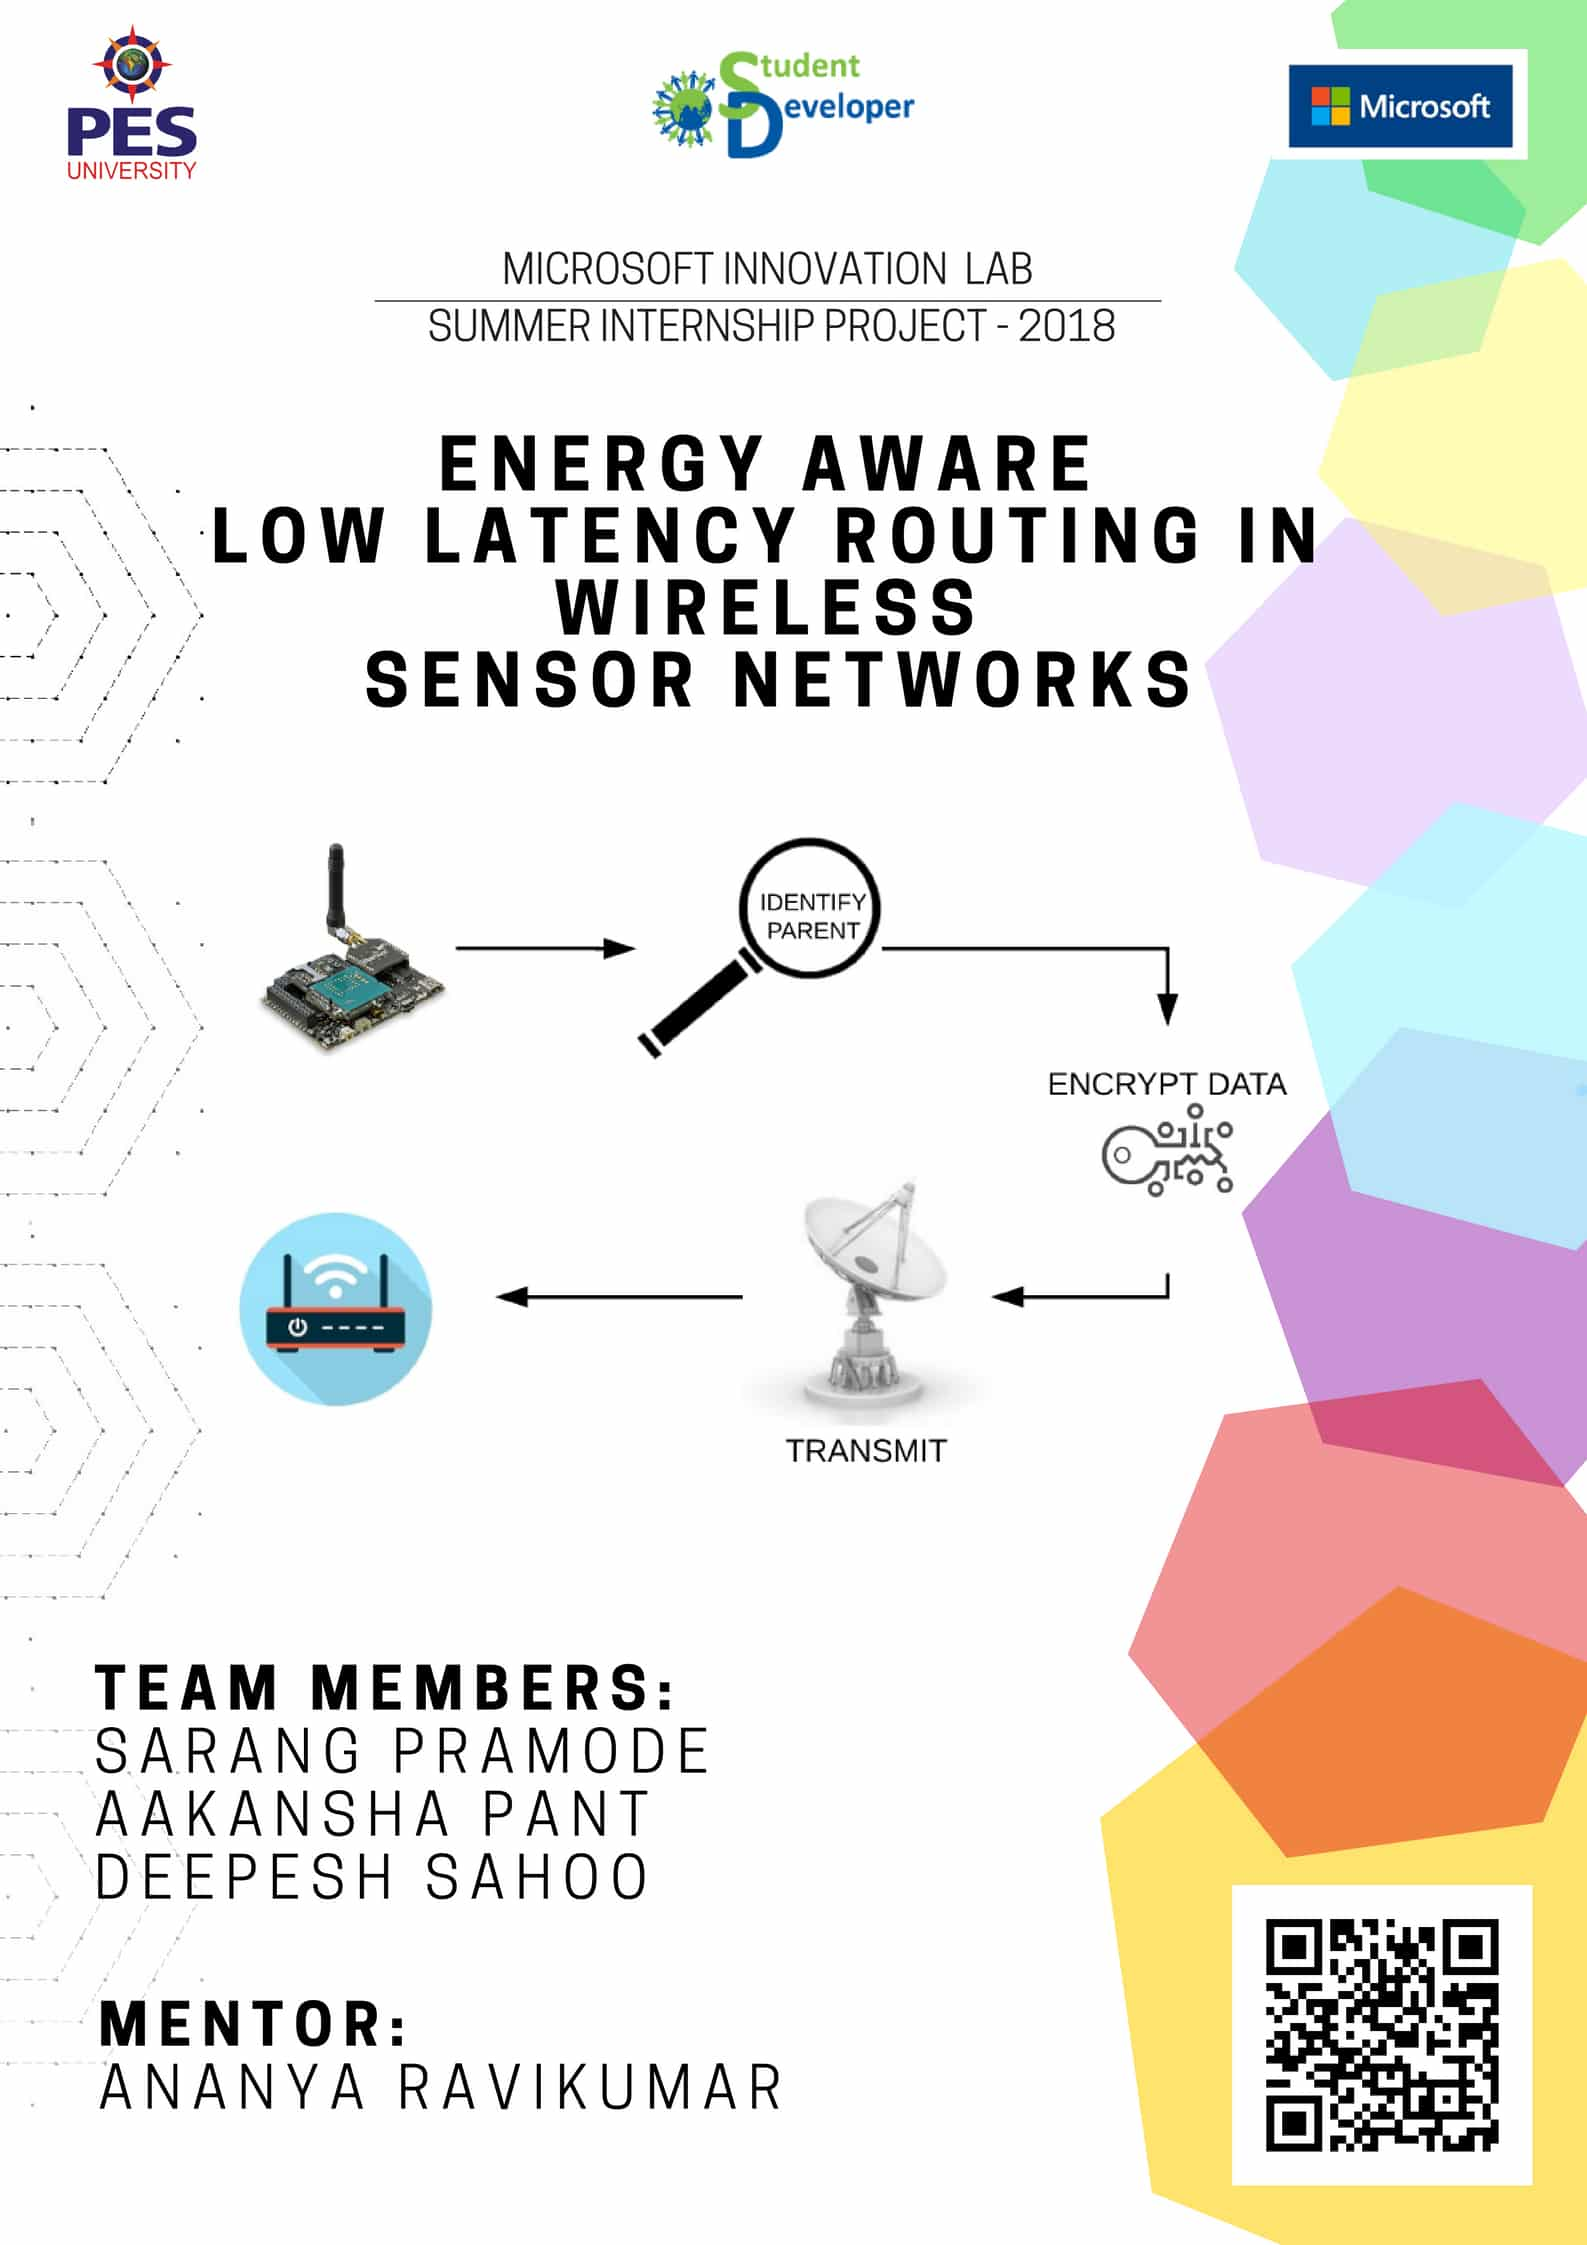 PES
UNIVERSITY
Student
Developer
Microsoft
MICROSOFT INNOVATION LAB
SUMMER INTERNSHIP PROJECT - 2018
ENERGY AWARE
LOW LATENCY ROUTING IN
WIRELESS
SENSOR NETWORKS
IDENTIFY
PARENT
ENCRYPT DATA
TRANSMIT
TEAM MEMBERS:
SARANG PRAMODE
AAKANSHA PANT
DEEPESH SAHOO
MENTOR:
ANANYA RAVIKUMAR